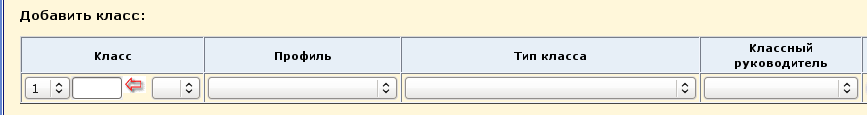 Добавить класс:
Класс Профиль Тип класса Классный
руководитель
1